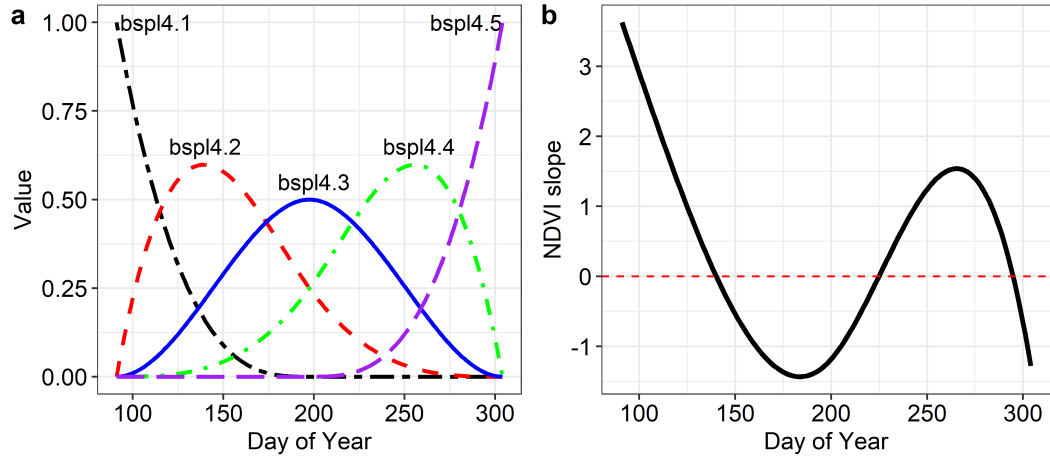 a
bspl4.1
bspl4.5
bspl4.2
bspl4.4
bspl4.3
1.00
0.75
0.50
0.25
0.00
Value
100
150
200
250
300
Day of Year
b
3
2
1
0
-1
NDVI slope
100
150
200
250
300
Day of Year